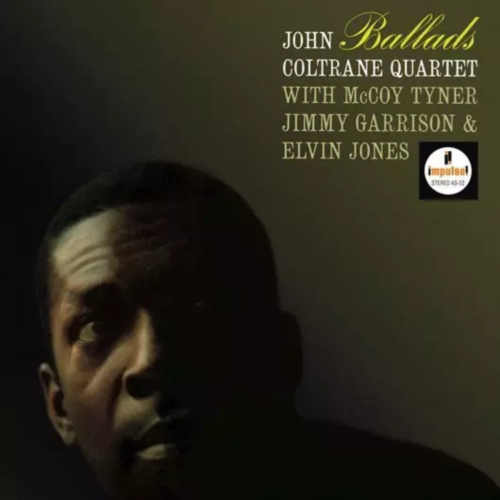 JOHN Ballads
COLTRANE QUARTET
WITH McCOY TYNER
JIMMY GARRISON &
ELVIN JONES
impulse!
STEREO AS-32